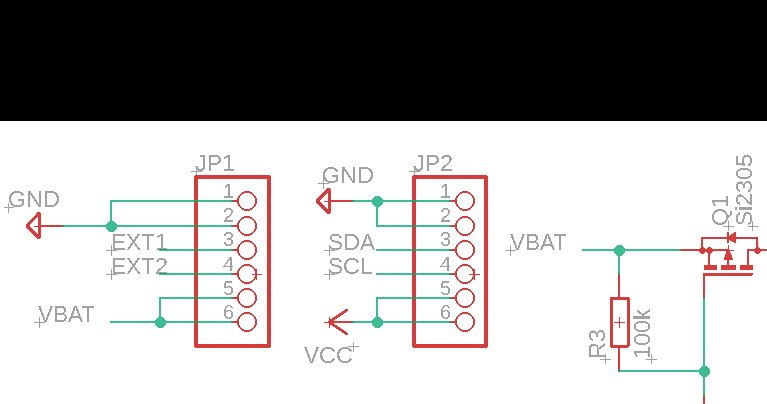 JP1
GND
1
2
EXT1 3
EXT2 4
5
VBAT 6
JP2
GND
1
2
SDA 3
SCL 4
5
6
VCC
VBAT
Q1
Si2305
R3
100k